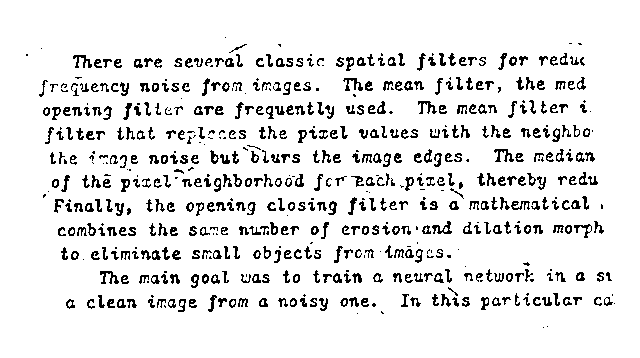 There are several classic spatial filters for reduc
frequency noise from images. The mean filter, the med
opening filter are frequently used. The mean filter i
filter that replaces the pixel values with the neighbo
the image noise but blurs the image edges. The median
of the pixel neighborhood for each pixel, thereby redu
Finally, the opening closing filter is a mathematical
combines the same number of erosion and dilation morph
to eliminate small objects from images.
The main goal was to train a neural network in a si
a clean image from a noisy one. In this particular ca